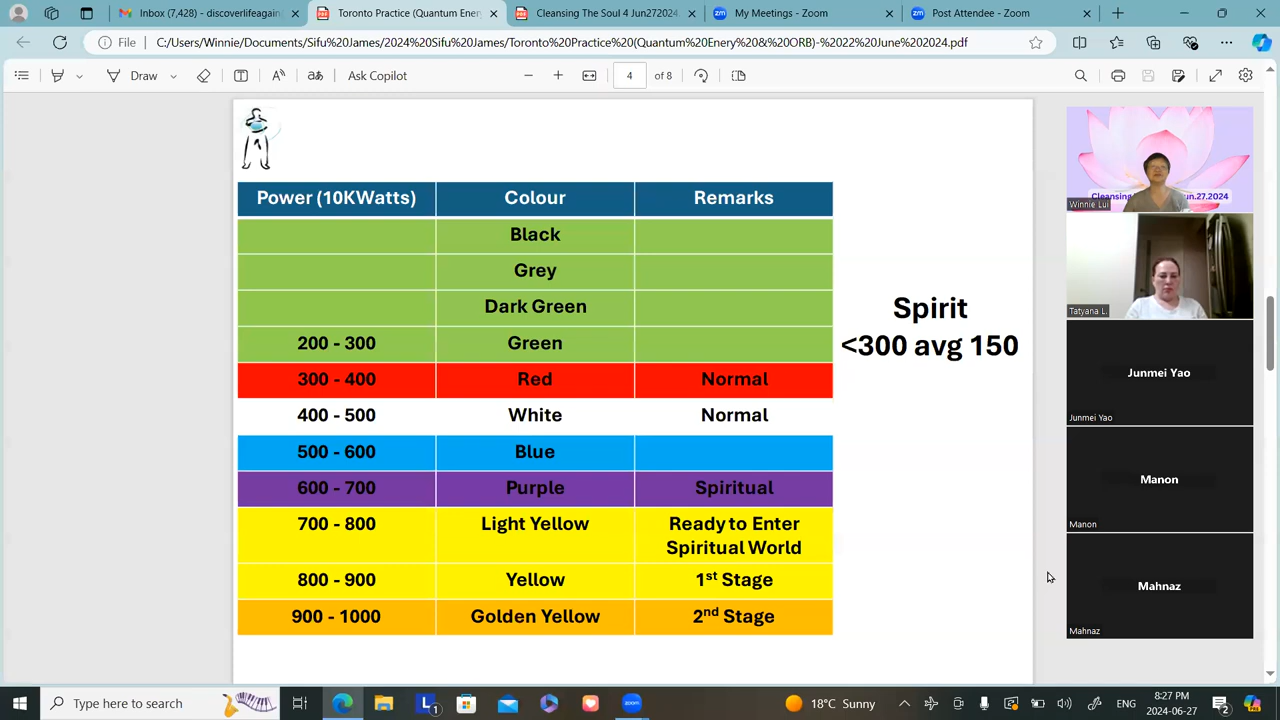 Inbox (7,428) - discoverlifeagain
Toronto Practice (Quantum Ener
Cleansing The Soul 4 Jun272024.
My Meetings - Zoom
Post Attendee - Zoom
File
C:/Users/Winnie/Documents/Sifu%20James/2024%20Sifu%20James/Toronto%20Practice%20(Quantum%20Enery%20&%20ORB)-%2022%20June%202024.pdf
Draw
Ask Copilot
4 of 8
Power (10KWatts) Colour Remarks
Black
Grey
Dark Green
200 - 300 Green
300 - 400 Red Normal
400 - 500 White Normal
500 - 600 Blue
600 - 700 Purple Spiritual
700 - 800 Light Yellow Ready to Enter
Spiritual World
800 - 900 Yellow 1st Stage
900 - 1000 Golden Yellow 2nd Stage
Spirit
<300 avg 150
Winnie Lui
Tatyana L.
Junmei Yao
Junmei Yao
Manon
Manon
Mahnaz
Mahnaz
Type here to search
L 1
zoom
18°C Sunny
ENG
8:27 PM
2024-06-27
2